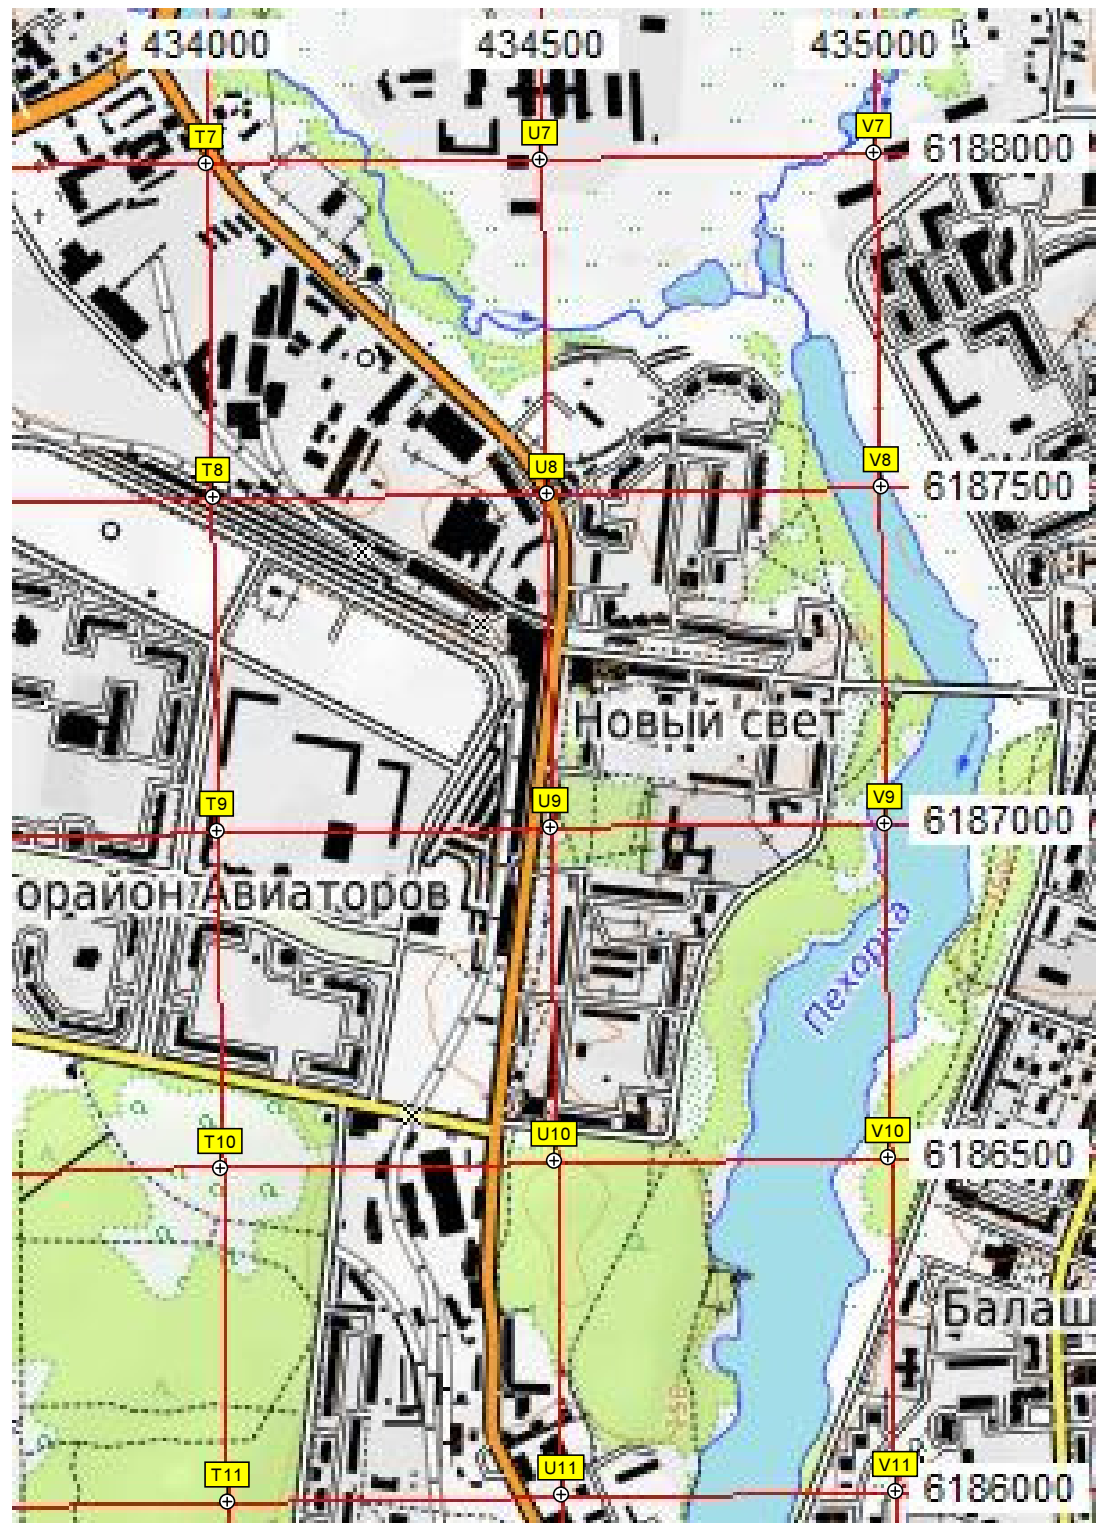 434000 434500 435000
T7 U7 V7
6188000
T8 U8 V8
6187500
Новый свет
T9 U9 V9
6187000
орайон Авиаторов
Пехорка
T10 U10 V10
6186500
Балаш
T11 U11 V11
6186000